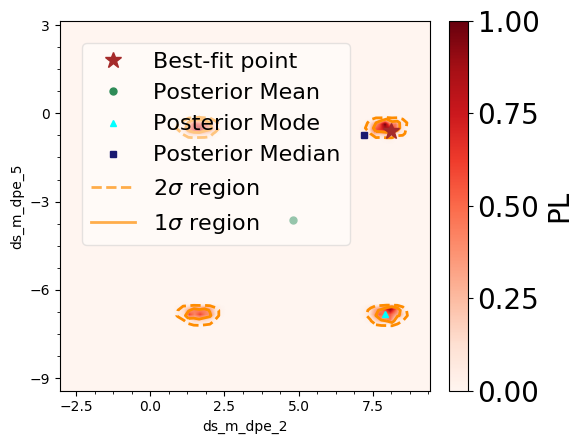 3
0
−3
−6
−9
ds_m_dpe_5
Best-fit point
Posterior Mean
Posterior Mode
Posterior Median
2σ region
1σ region
−2.5 0.0 2.5 5.0 7.5
ds_m_dpe_2
1.00
0.75
0.50
0.25
0.00
PL